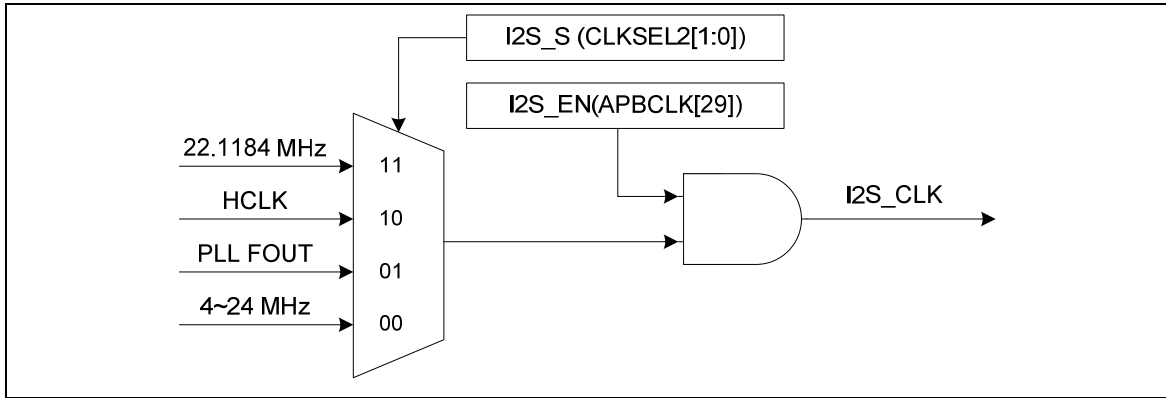 I2S_S (CLKSEL2[1:0])
I2S_EN(APBCLK[29])
22.1184 MHz
11
HCLK
10
PLL FOUT
01
4~24 MHz
00
I2S_CLK